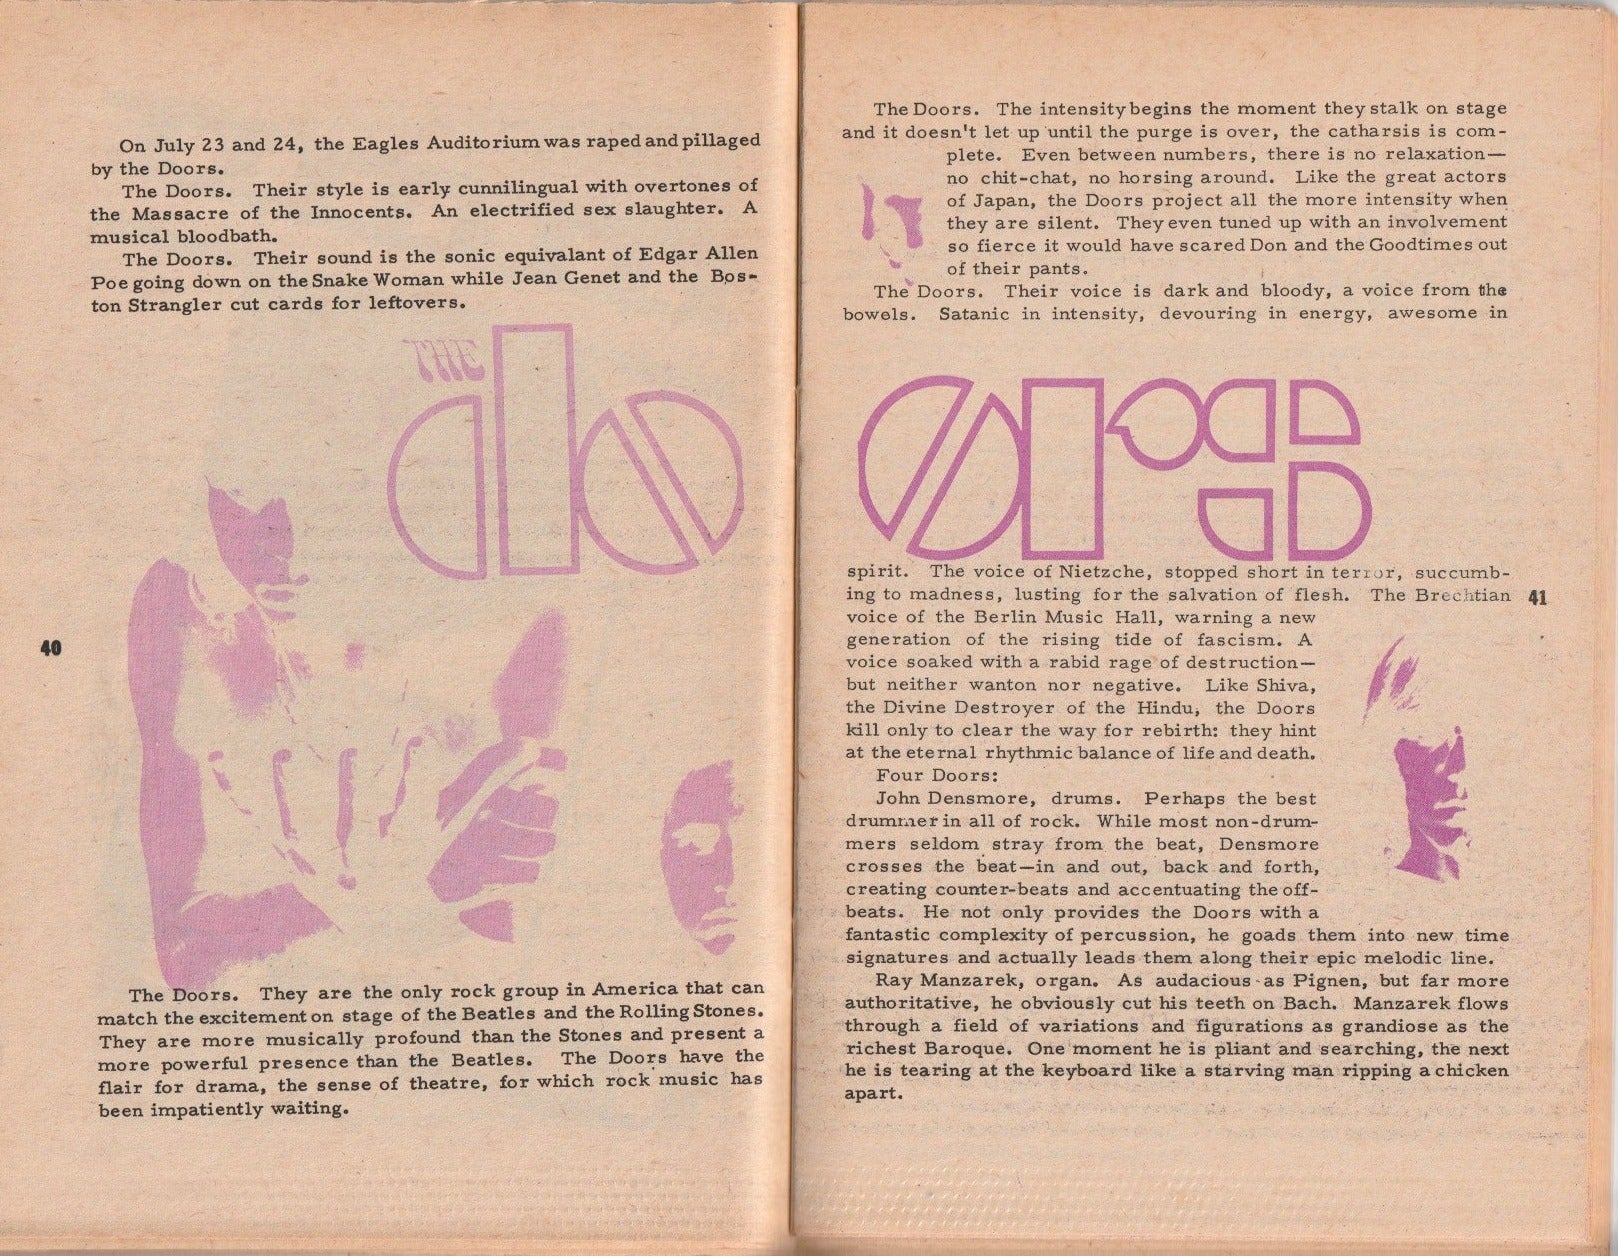 On July 23 and 24, the Eagles Auditorium was raped and pillaged
by the Doors.
The Doors. Their style is early cunnilingual with overtones of
the Massacre of the Innocents. An electrified sex slaughter. A
musical bloodbath.
The Doors. Their sound is the sonic equivalant of Edgar Allen
Poe going down on the Snake Woman while Jean Genet and the Bos-
ton Strangler cut cards for leftovers.
THE
do
40
The Doors. They are the only rock group in America that can
match the excitement on stage of the Beatles and the Rolling Stones.
They are more musically profound than the Stones and present a
more powerful presence than the Beatles. The Doors have the
flair for drama, the sense of theatre, for which rock music has
been impatiently waiting.
The Doors. The intensity begins the moment they stalk on stage
and it doesn't let up until the purge is over, the catharsis is com-
plete. Even between numbers, there is no relaxation—
no chit-chat, no horsing around. Like the great actors
of Japan, the Doors project all the more intensity when
they are silent. They even tuned up with an involvement
so fierce it would have scared Don and the Goodtimes out
of their pants.
The Doors. Their voice is dark and bloody, a voice from the
bowels. Satanic in intensity, devouring in energy, awesome in
ors
spirit. The voice of Nietzche, stopped short in terror, succumb-
ing to madness, lusting for the salvation of flesh. The Brechtian
41
voice of the Berlin Music Hall, warning a new
generation of the rising tide of fascism. A
voice soaked with a rabid rage of destruction—
but neither wanton nor negative. Like Shiva,
the Divine Destroyer of the Hindu, the Doors
kill only to clear the way for rebirth: they hint
at the eternal rhythmic balance of life and death.
Four Doors:
John Densmore, drums. Perhaps the best
drummer in all of rock. While most non-drum-
mers seldom stray from the beat, Densmore
crosses the beat—in and out, back and forth,
creating counter-beats and accentuating the off-
beats. He not only provides the Doors with a
fantastic complexity of percussion, he goads them into new time
signatures and actually leads them along their epic melodic line.
Ray Manzarek, organ. As audacious as Pignen, but far more
authoritative, he obviously cut his teeth on Bach. Manzarek flows
through a field of variations and figurations as grandiose as the
richest Baroque. One moment he is pliant and searching, the next
he is tearing at the keyboard like a starving man ripping a chicken
apart.